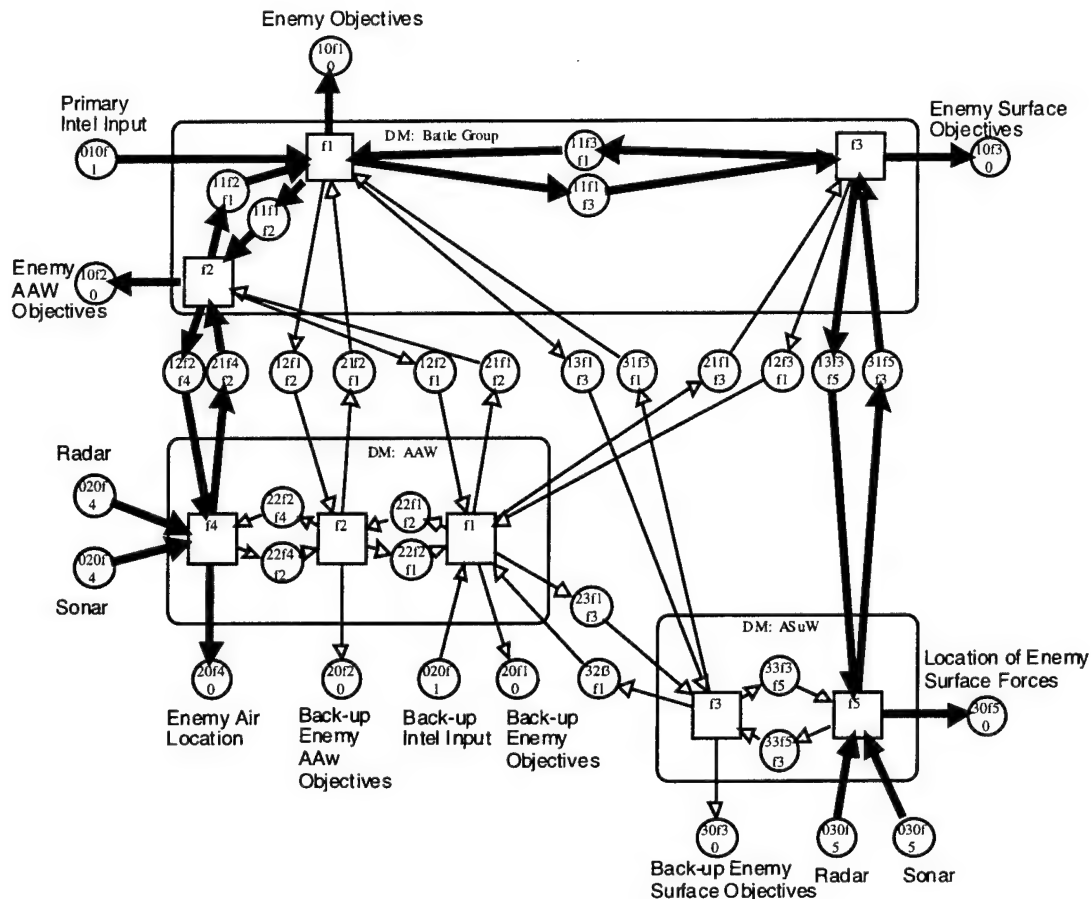 Enemy Objectives
10f1
0
Primary
Intel Input
010f
1
DM: Battle Group
f1
11f3
f1
11f1
f3
f3
Enemy Surface
Objectives
10f3
0
11f2
f1
11f1
f2
f2
10f2
0
Enemy
AAW
Objectives
12f2
f4
21f4
f2
12f1
f2
21f2
f1
12f2
f1
21f1
f2
13f1
f3
31f3
f1
21f1
f3
12f3
f1
13f3
f5
31f5
f3
DM: AAW
Radar
020f
4
020f
4
Sonar
f4
22f2
f4
22f4
f2
f2
22f1
f2
22f2
f1
f1
23f1
f3
DM: ASuW
20f4
0
20f2
0
020f
1
20f1
0
32f3
f1
f3
33f3
f5
33f5
f3
f5
Location of Enemy
Surface Forces
30f5
0
Enemy Air
Location
Back-up
Enemy
AAw
Objectives
Back-up
Intel Input
Back-up
Enemy
Objectives
30f3
0
030f
5
030f
5
Back-up Enemy
Surface Objectives
Radar
Sonar